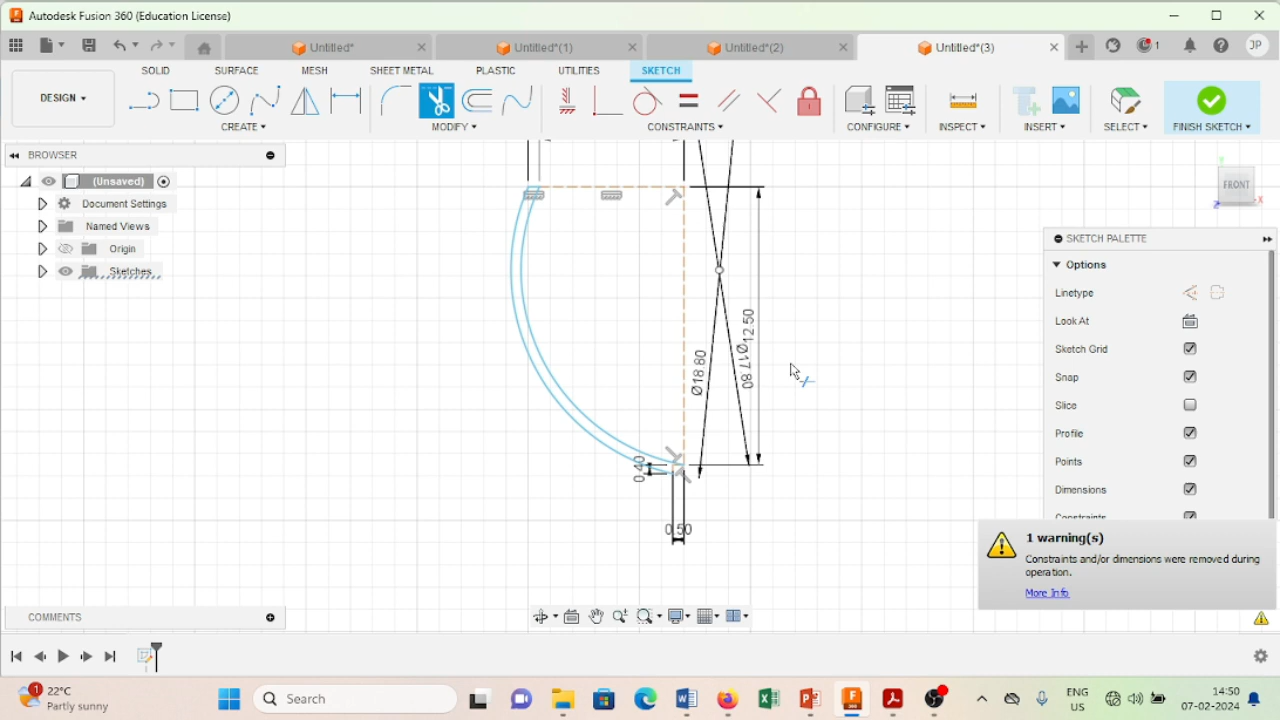 Autodesk Fusion 360 (Education License)
Untitled* Untitled*(1) Untitled*(2) Untitled*(3) 1 JP
SOLID SURFACE MESH SHEET METAL PLASTIC UTILITIES SKETCH
DESIGN
CREATE MODIFY CONSTRAINTS CONFIGURE INSPECT INSERT SELECT FINISH SKETCH
BROWSER
(Unsaved)
Document Settings
Named Views
Origin
Sketches
FRONT
Z X Y
SKETCH PALETTE
Options
Linetype
Look At
Sketch Grid
Snap
Slice
Profile
Points
Dimensions
Constraints
12.50
Ø17.80
Ø18.80
0.40
0.50
1 warning(s)
Constraints and/or dimensions were removed during
operation.
More Info
COMMENTS
1
22°C
Partly sunny
Search
ENG
US
14:50
07-02-2024